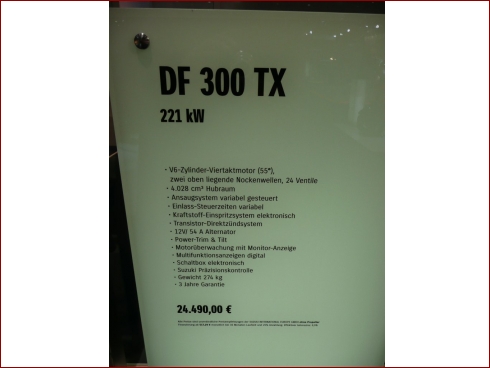 DF 300 TX
221 kW
· V6-Zylinder-Viertaktmotor (55°),
zwei oben liegende Nockenwellen, 24 Ventile
· 4.028 cm³ Hubraum
· Ansaugsystem variabel gesteuert
· Einlass-Steuerzeiten variabel
· Kraftstoff-Einspritzsystem elektronisch
· Transistor-Direktzündsystem
· 12V/ 54 A Alternator
· Power-Trim & Tilt
· Motorüberwachung mit Monitor-Anzeige
· Multifunktionsanzeigen digital
· Schaltbox elektronisch
· Suzuki Präzisionskontrolle
· Gewicht 274 kg
· 3 Jahre Garantie
24.490,00 €